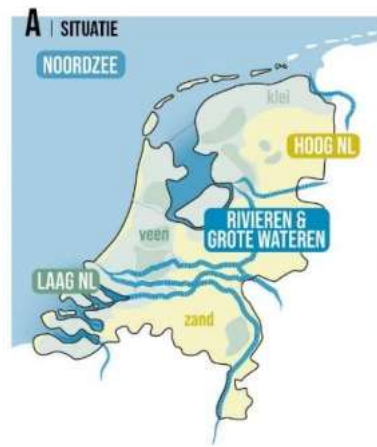 A | SITUATIE
NOORDZEE
klei
HOOG NL
RIVIEREN &
GROTE WATEREN
veen
LAAG NL
zand